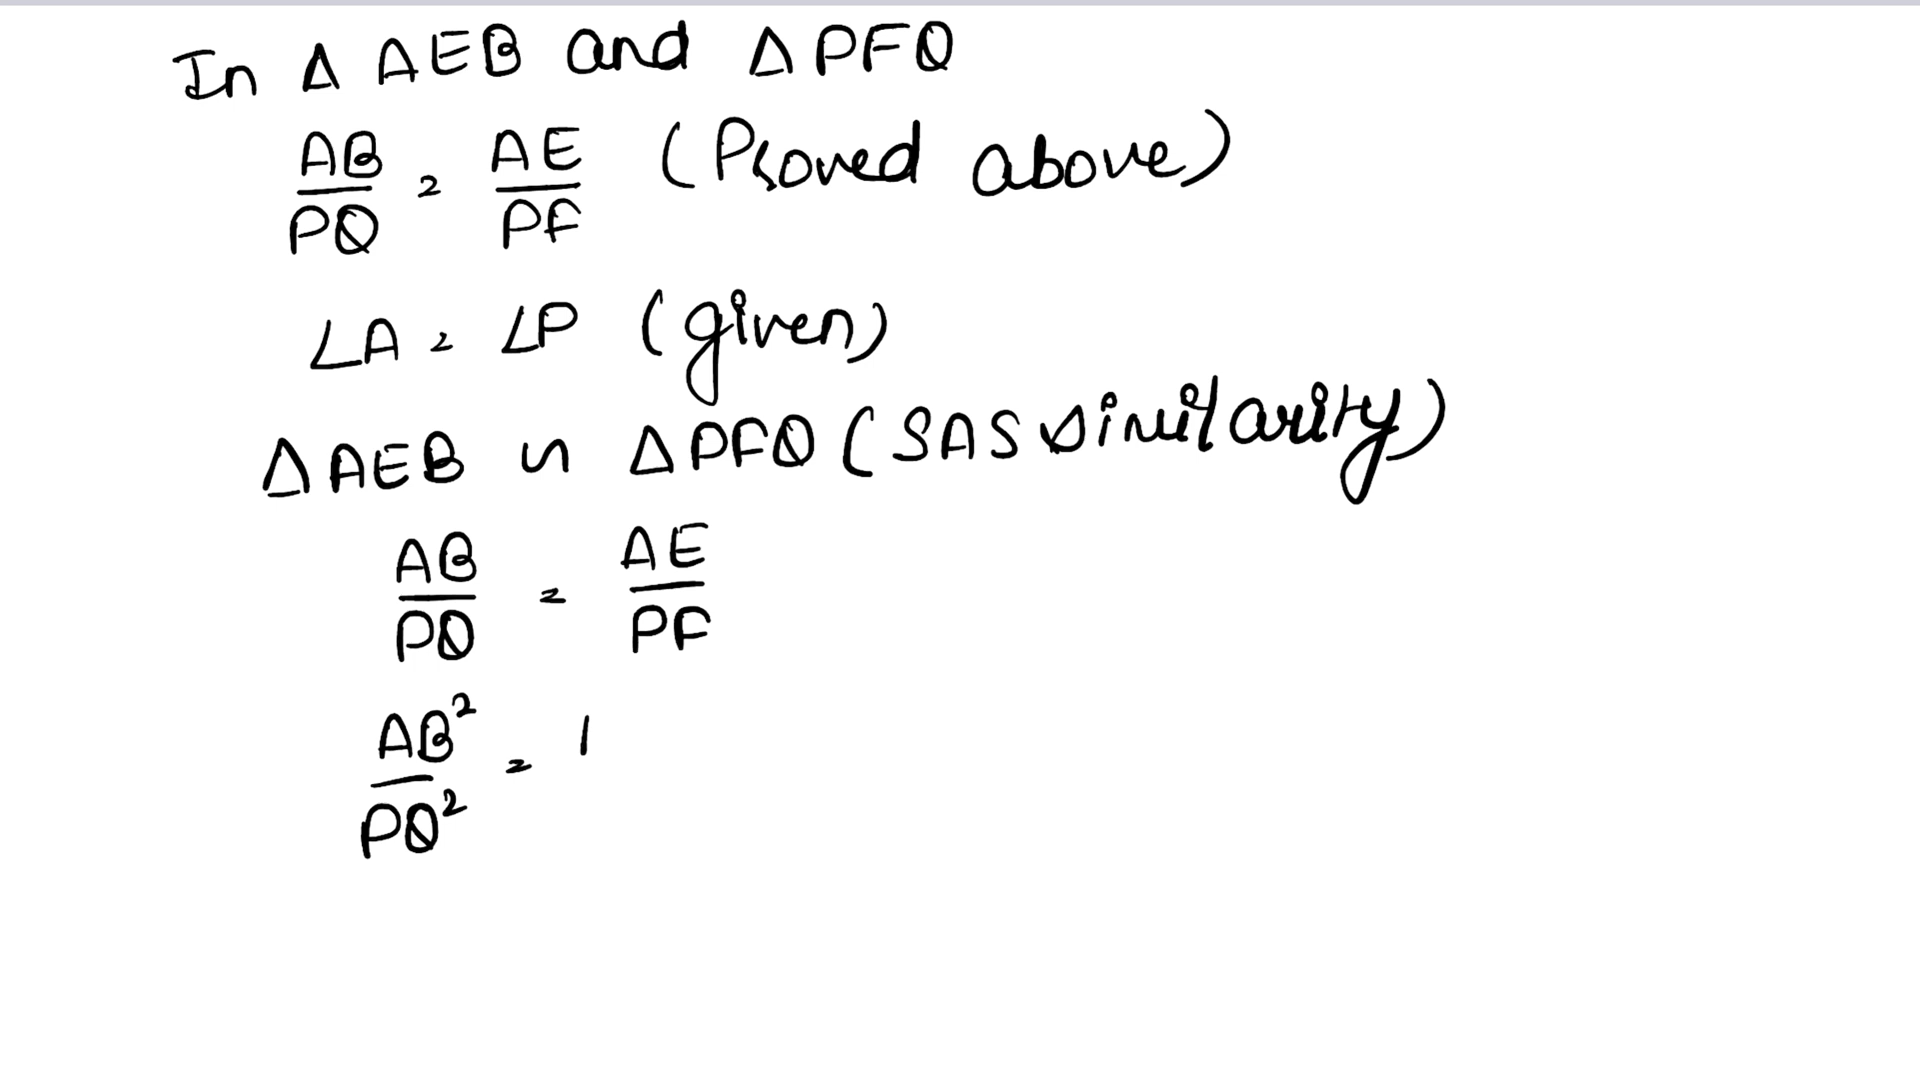 In Δ AEB and Δ PFQ
AB/PQ = AE/PF (Proved above)
∠A = ∠P (given)
Δ AEB ∽ Δ PFQ (SAS similarity)
AB/PQ = AE/PF
AB²/PQ² = 1